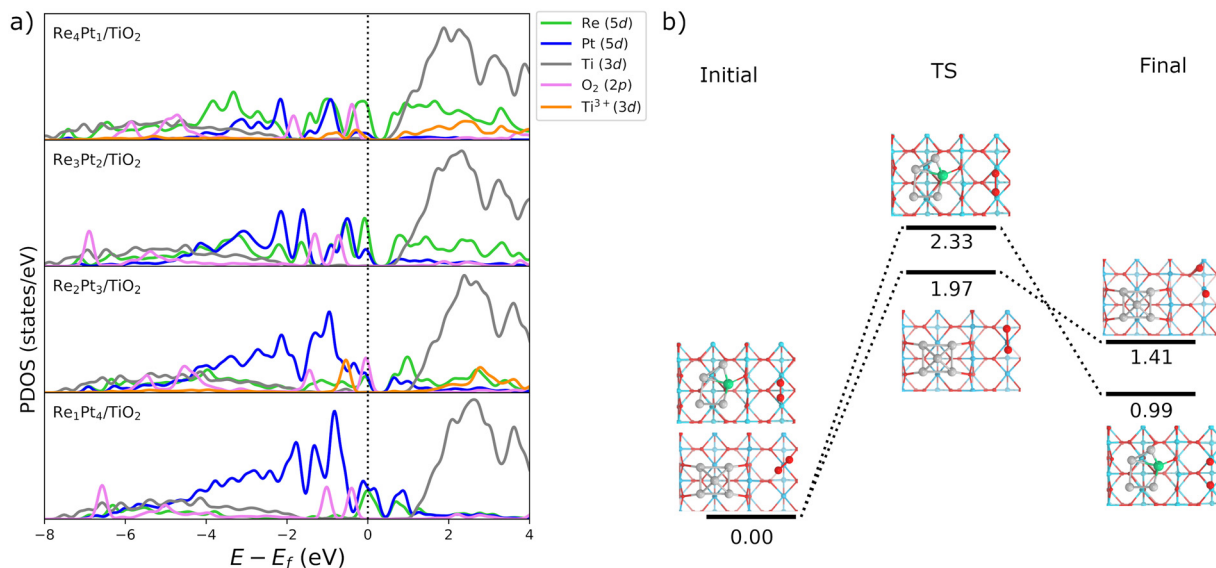 a)
Re₄Pt₁/TiO₂
Re (5d)
Pt (5d)
Ti (3d)
O₂ (2p)
Ti³⁺(3d)
Re₃Pt₂/TiO₂
Re₂Pt₃/TiO₂
Re₁Pt₄/TiO₂
PDOS (states/eV)
−8 −6 −4 −2 0 2 4
E − E_f (eV)
b)
Initial
TS
Final
2.33
1.97
1.41
0.99
0.00